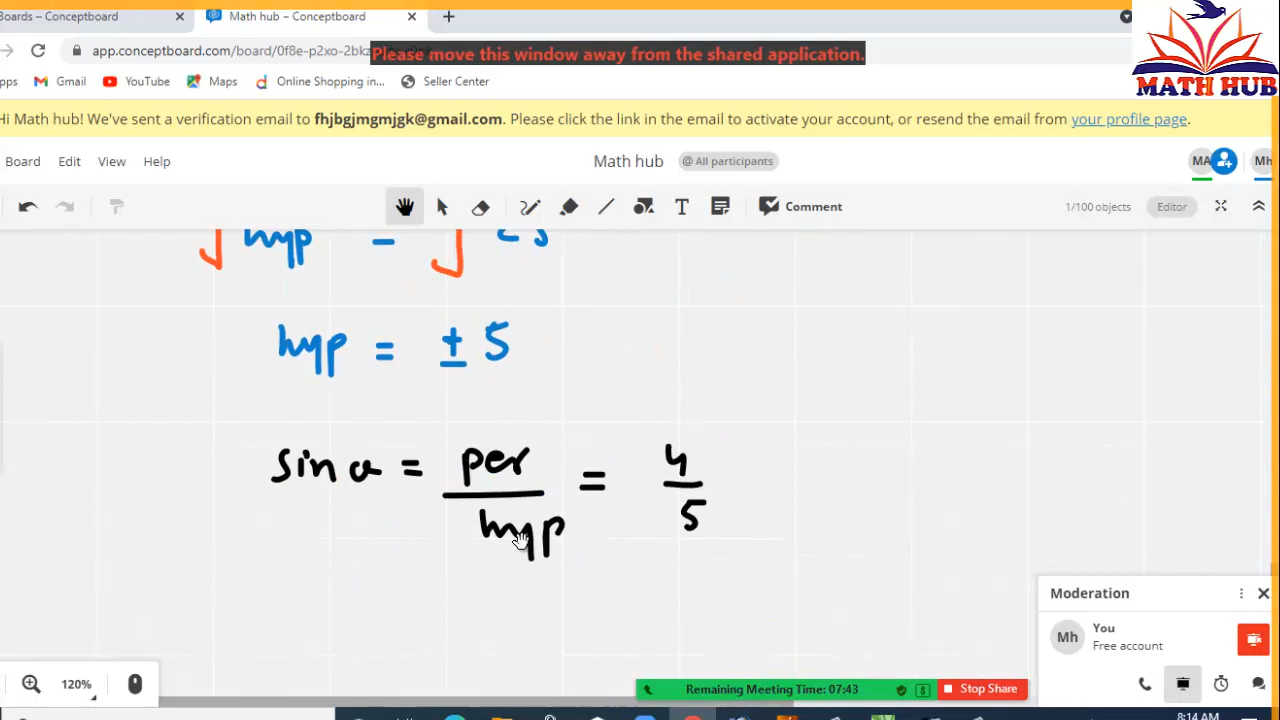 Boards – Conceptboard Math hub – Conceptboard
app.conceptboard.com/board/0f8e-p2xo-2bkz
Please move this window away from the shared application.
MATH HUB
pps Gmail YouTube Maps Online Shopping in... Seller Center
Hi Math hub! We've sent a verification email to fhjbgjmgmjgk@gmail.com. Please click the link in the email to activate your account, or resend the email from your profile page.
Board Edit View Help Math hub @ All participants MA Mh
T Comment 1/100 objects Editor
√hyp = √25
hyp = ± 5
sin α = per/hyp = 4/5
Moderation
Mh You
Free account
120%
Remaining Meeting Time: 07:43 Stop Share
8:14 AM